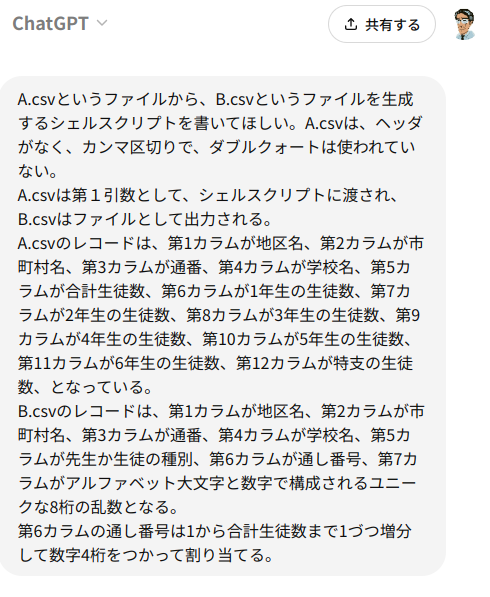 ChatGPT
共有する
A.csvというファイルから、B.csvというファイルを生成
するシェルスクリプトを書いてほしい。A.csvは、ヘッダ
がなく、カンマ区切りで、ダブルクォートは使われてい
ない。
A.csvは第１引数として、シェルスクリプトに渡され、
B.csvはファイルとして出力される。
A.csvのレコードは、第1カラムが地区名、第2カラムが市
町村名、第3カラムが通番、第4カラムが学校名、第5カ
ラムが合計生徒数、第6カラムが1年生の生徒数、第7カ
ラムが2年生の生徒数、第8カラムが3年生の生徒数、第9
カラムが4年生の生徒数、第10カラムが5年生の生徒数、
第11カラムが6年生の生徒数、第12カラムが特支の生徒
数、となっている。
B.csvのレコードは、第1カラムが地区名、第2カラムが市
町村名、第3カラムが通番、第4カラムが学校名、第5カ
ラムが先生か生徒の種別、第6カラムが通し番号、第7カ
ラムがアルファベット大文字と数字で構成されるユニー
クな8桁の乱数となる。
第6カラムの通し番号は1から合計生徒数まで1づつ増分
して数字4桁をつかって割り当てる。